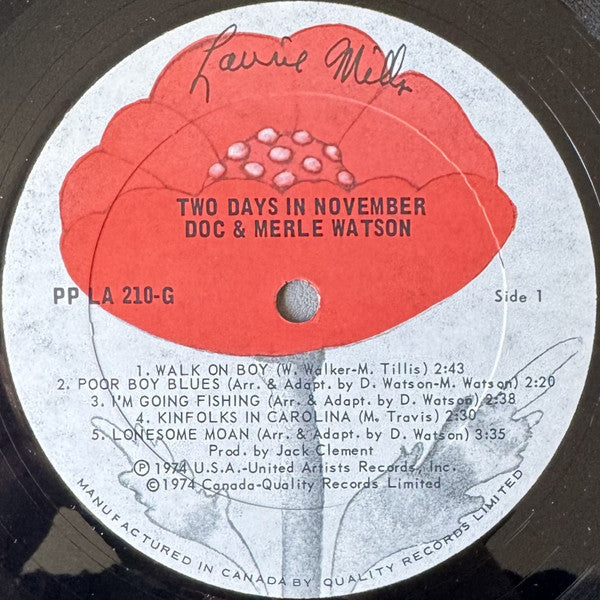 Laurie Mills
TWO DAYS IN NOVEMBER
DOC & MERLE WATSON
PP LA 210-G
Side 1
1. WALK ON BOY (W. Walker-M. Tillis) 2:43
2. POOR BOY BLUES (Arr. & Adapt. by D. Watson-M. Watson) 2:20
3. I'M GOING FISHING (Arr. & Adapt. by D. Watson) 2:38
4. KINFOLKS IN CAROLINA (M. Travis) 2:30
5. LONESOME MOAN (Arr. & Adapt. by D. Watson) 3:35
Prod. by Jack Clement
Ⓟ 1974 U.S.A.-United Artists Records, Inc.
© 1974 Canada-Quality Records Limited
MANUFACTURED IN CANADA BY QUALITY RECORDS LIMITED